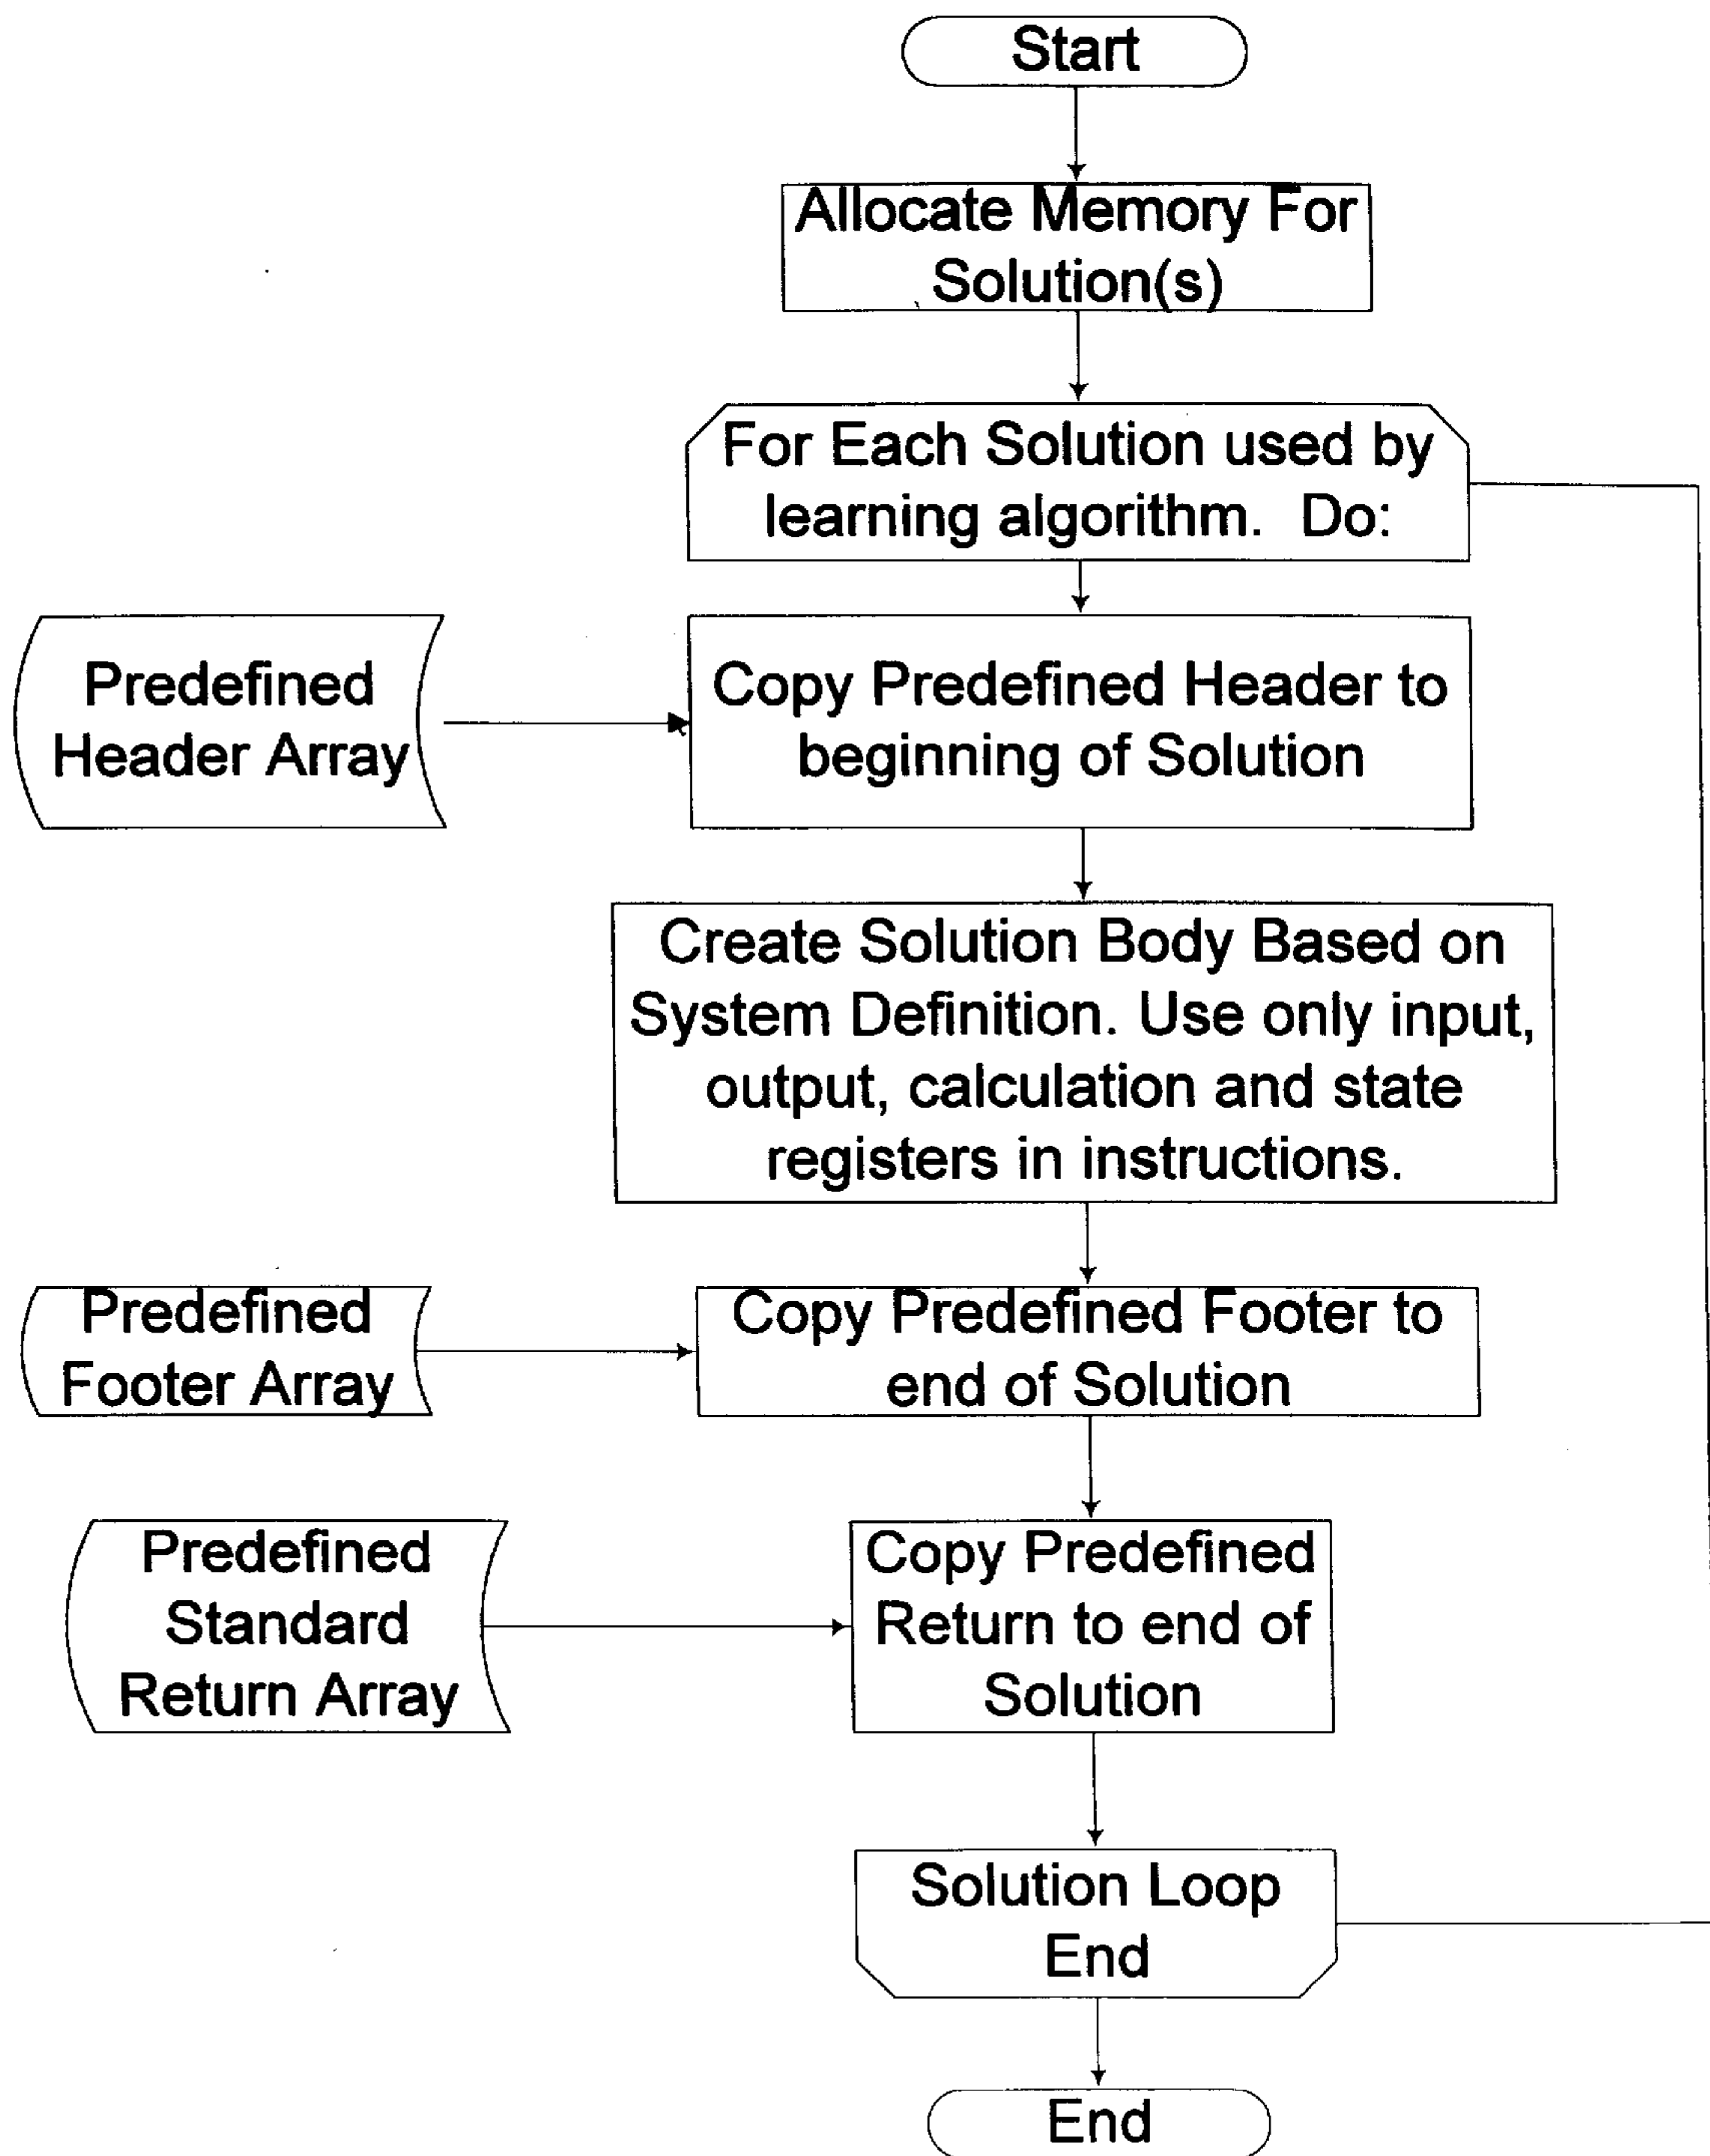 Start
Allocate Memory For
Solution(s)
For Each Solution used by
learning algorithm.  Do:
Predefined
Header Array
Copy Predefined Header to
beginning of Solution
Create Solution Body Based on
System Definition. Use only input,
output, calculation and state
registers in instructions.
Predefined
Footer Array
Copy Predefined Footer to
end of Solution
Predefined
Standard
Return Array
Copy Predefined
Return to end of
Solution
Solution Loop
End
End